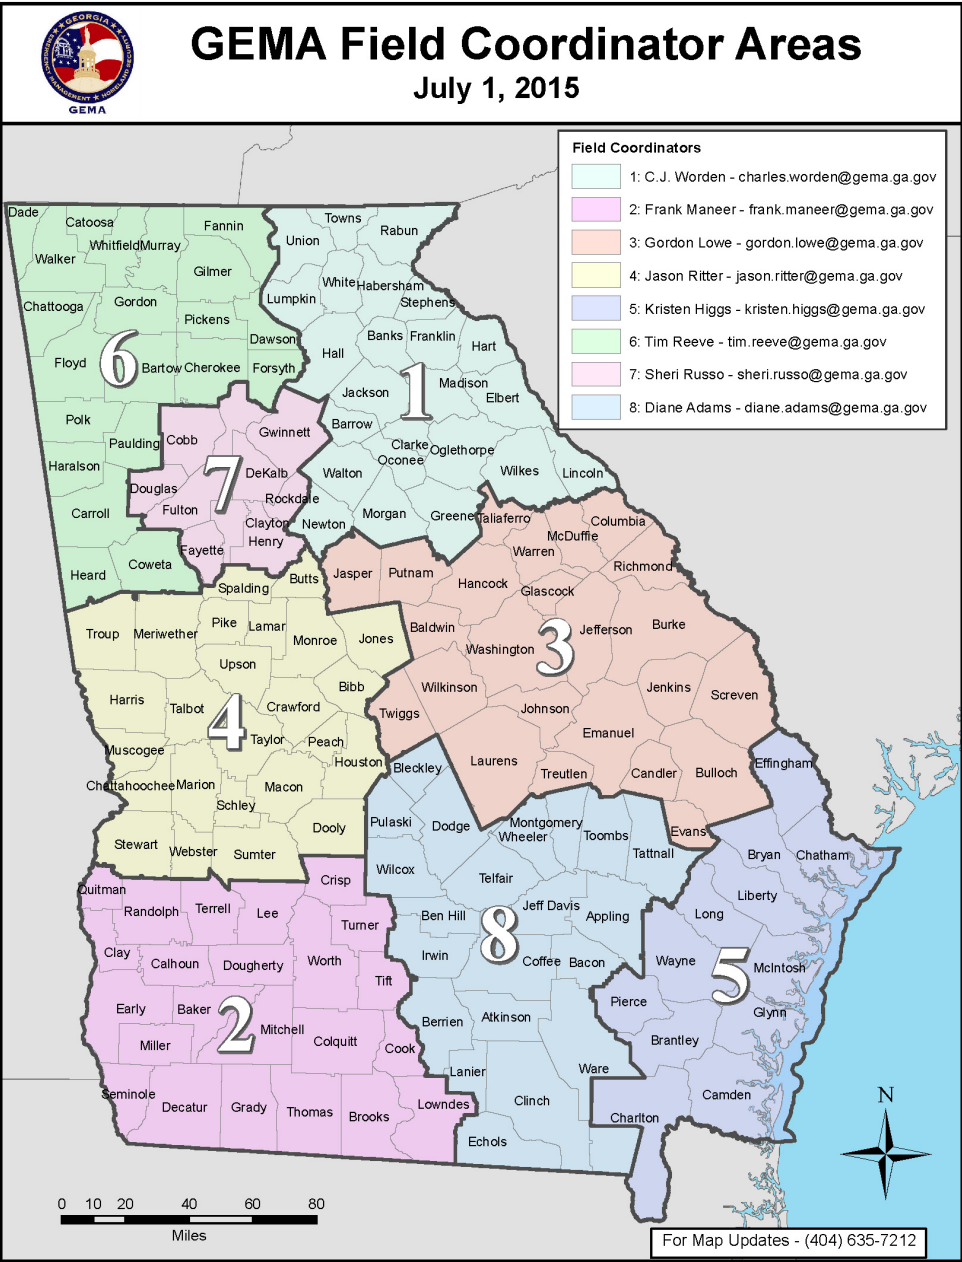 GEORGIA
EMERGENCY MANAGEMENT ★ HOMELAND SECURITY
GEMA
GEMA Field Coordinator Areas
July 1, 2015
Field Coordinators
1: C.J. Worden - charles.worden@gema.ga.gov
2: Frank Maneer - frank.maneer@gema.ga.gov
3: Gordon Lowe - gordon.lowe@gema.ga.gov
4: Jason Ritter - jason.ritter@gema.ga.gov
5: Kristen Higgs - kristen.higgs@gema.ga.gov
6: Tim Reeve - tim.reeve@gema.ga.gov
7: Sheri Russo - sheri.russo@gema.ga.gov
8: Diane Adams - diane.adams@gema.ga.gov
Dade
Catoosa
Fannin
Whitfield
Murray
Walker
Gilmer
Chattooga
Gordon
Pickens
Dawson
Floyd
6
Bartow
Cherokee
Forsyth
Polk
Paulding
Haralson
Carroll
Heard
Coweta
Towns
Rabun
Union
White
Habersham
Lumpkin
Stephens
Banks
Franklin
Hart
Hall
1
Madison
Jackson
Elbert
Barrow
Clarke
Oconee
Oglethorpe
Walton
Wilkes
Lincoln
Morgan
Greene
Newton
Cobb
Gwinnett
7
DeKalb
Douglas
Rockdale
Fulton
Clayton
Henry
Fayette
Taliaferro
Columbia
McDuffie
Warren
Richmond
Jasper
Putnam
Hancock
Glascock
Baldwin
Jefferson
Burke
Washington
3
Wilkinson
Jenkins
Screven
Twiggs
Johnson
Emanuel
Laurens
Treutlen
Candler
Bulloch
Evans
Spalding
Butts
Troup
Meriwether
Pike
Lamar
Monroe
Jones
Upson
Harris
Talbot
Crawford
Bibb
4
Taylor
Peach
Muscogee
Houston
Chattahoochee
Marion
Macon
Schley
Dooly
Stewart
Webster
Sumter
Bleckley
Pulaski
Dodge
Montgomery
Wheeler
Toombs
Tattnall
Wilcox
Telfair
Jeff Davis
Ben Hill
8
Appling
Irwin
Coffee
Bacon
Berrien
Atkinson
Lanier
Ware
Clinch
Echols
Effingham
Bryan
Chatham
Liberty
Long
Wayne
5
McIntosh
Pierce
Glynn
Brantley
Camden
Charlton
Quitman
Crisp
Randolph
Terrell
Lee
Turner
Clay
Calhoun
Dougherty
Worth
Tift
Early
Baker
2
Mitchell
Miller
Colquitt
Cook
Seminole
Decatur
Grady
Thomas
Brooks
Lowndes
N
0 10 20 40 60 80
Miles
For Map Updates - (404) 635-7212